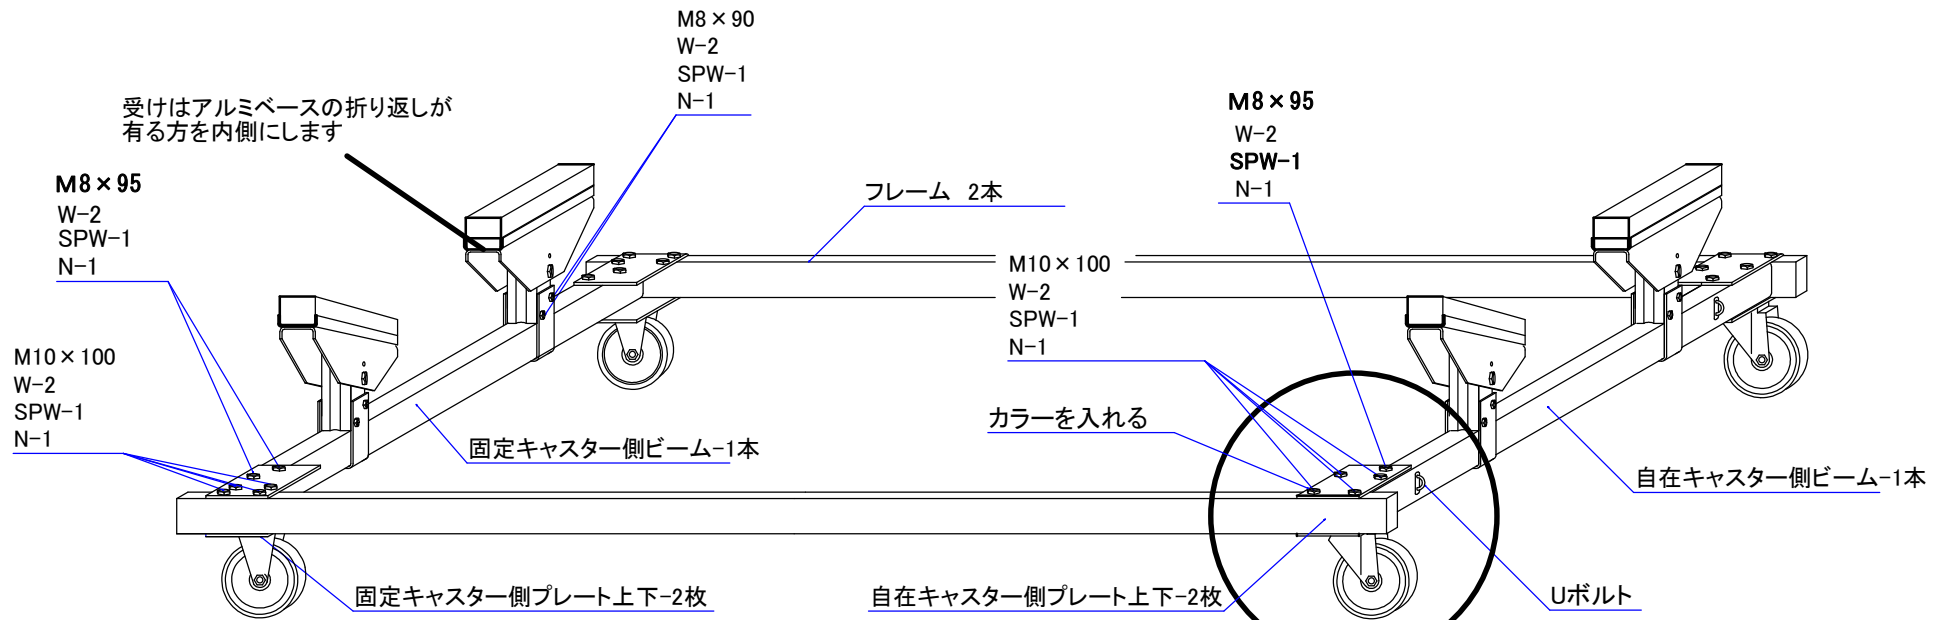 M8×90
W-2
SPW-1
N-1
受けはアルミベースの折り返しが
有る方を内側にします
M8×95
W-2
SPW-1
N-1
M8×95
W-2
SPW-1
N-1
フレーム 2本
M10×100
W-2
SPW-1
N-1
M10×100
W-2
SPW-1
N-1
カラーを入れる
固定キャスター側ビーム-1本
自在キャスター側ビーム-1本
固定キャスター側プレート上下-2枚
自在キャスター側プレート上下-2枚
Uボルト